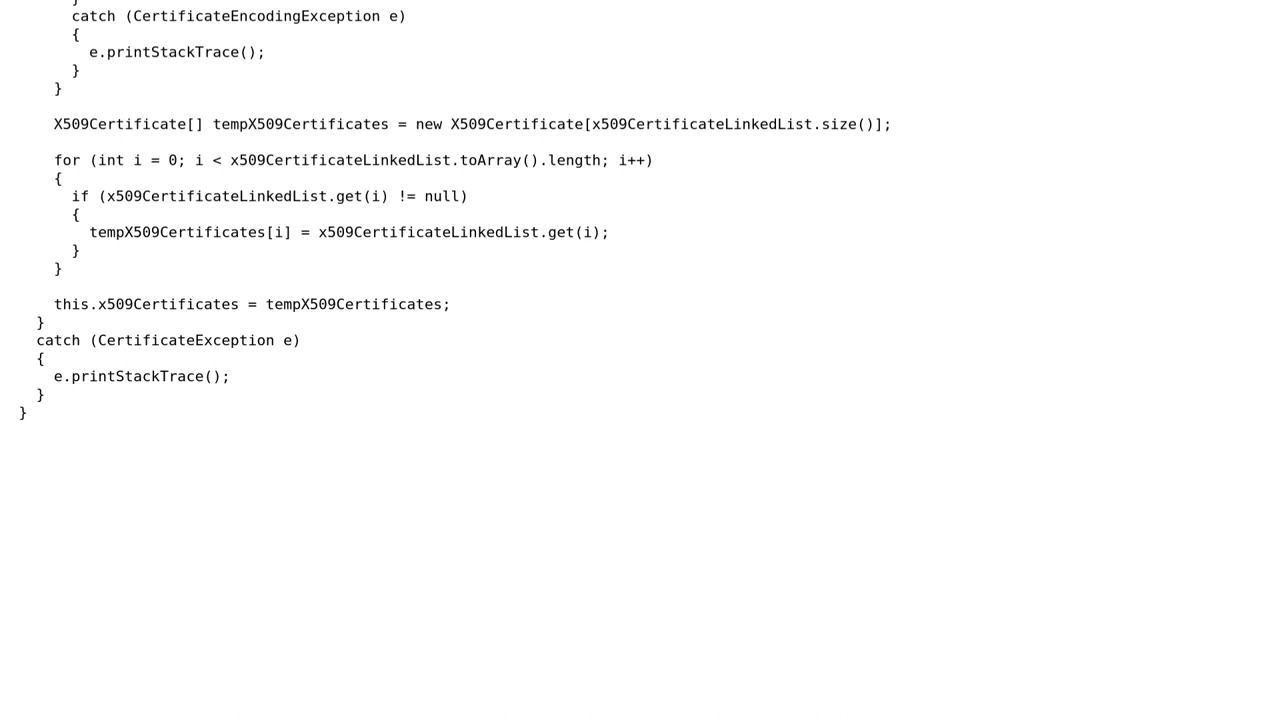 }
catch (CertificateEncodingException e)
{
e.printStackTrace();
}
}
X509Certificate[] tempX509Certificates = new X509Certificate[x509CertificateLinkedList.size()];
for (int i = 0; i < x509CertificateLinkedList.toArray().length; i++)
{
if (x509CertificateLinkedList.get(i) != null)
{
tempX509Certificates[i] = x509CertificateLinkedList.get(i);
}
}
this.x509Certificates = tempX509Certificates;
}
catch (CertificateException e)
{
e.printStackTrace();
}
}